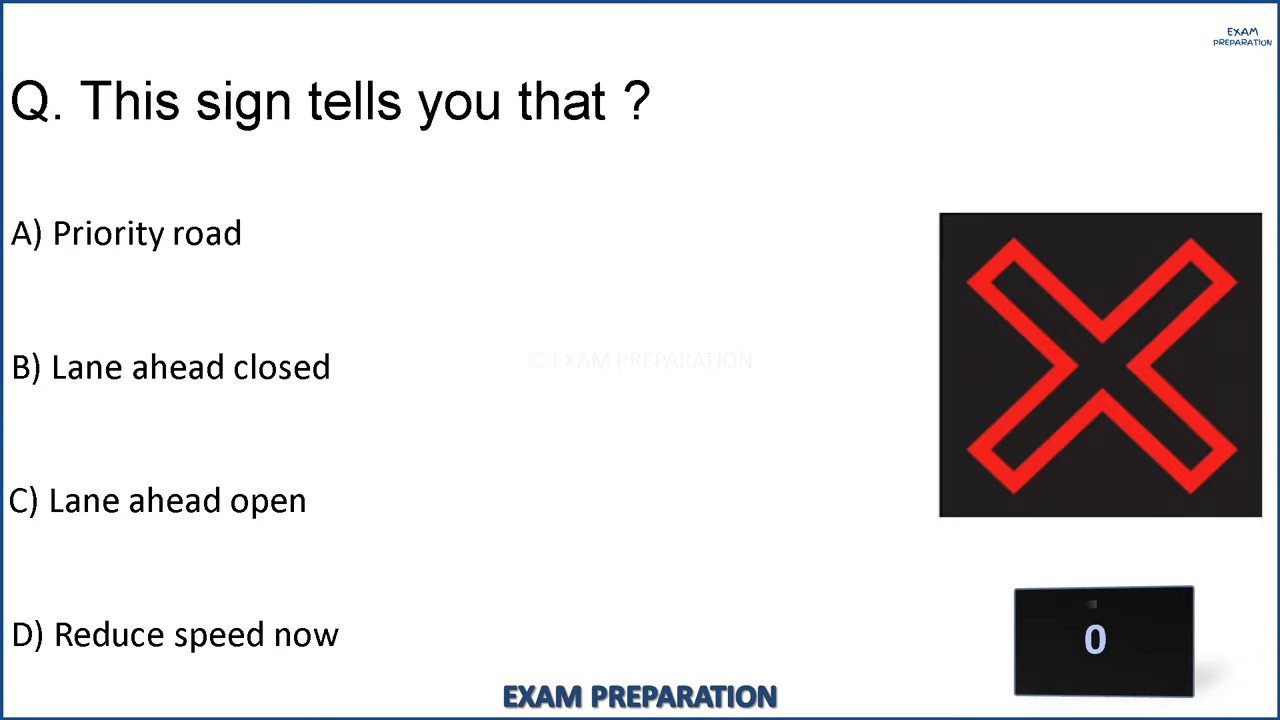 EXAM
PREPARATION
Q. This sign tells you that ?
A) Priority road
B) Lane ahead closed
© EXAM PREPARATION
C) Lane ahead open
D) Reduce speed now
0
EXAM PREPARATION